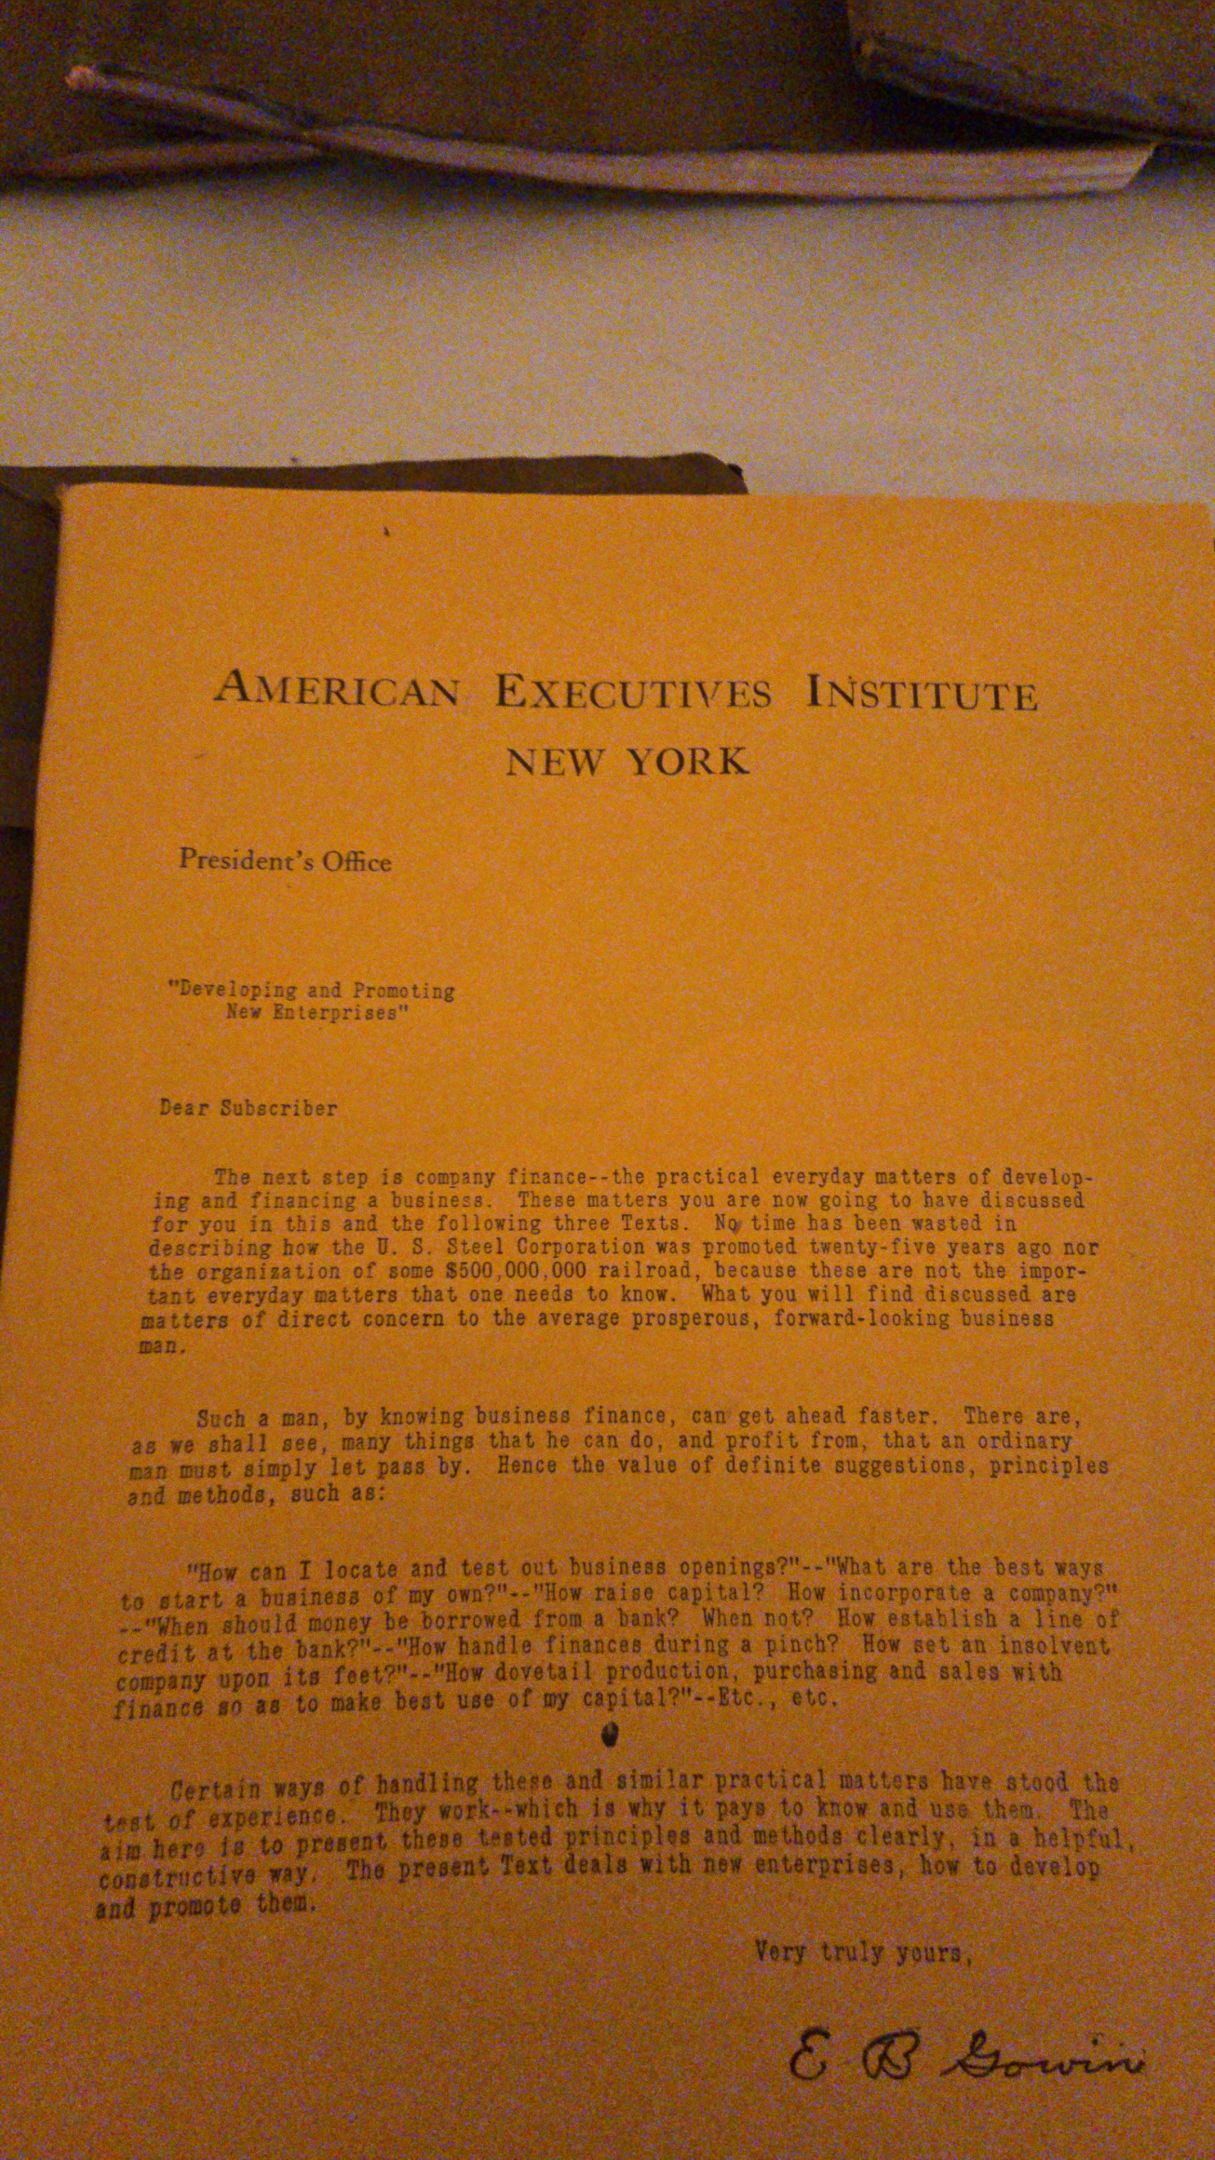 AMERICAN EXECUTIVES INSTITUTE
NEW YORK
President's Office
"Developing and Promoting
New Enterprises"
Dear Subscriber
The next step is company finance--the practical everyday matters of develop-
ing and financing a business. These matters you are now going to have discussed
for you in this and the following three Texts. No time has been wasted in
describing how the U. S. Steel Corporation was promoted twenty-five years ago nor
the organization of some $500,000,000 railroad, because these are not the impor-
tant everyday matters that one needs to know. What you will find discussed are
matters of direct concern to the average prosperous, forward-looking business
man.
Such a man, by knowing business finance, can get ahead faster. There are,
as we shall see, many things that he can do, and profit from, that an ordinary
man must simply let pass by. Hence the value of definite suggestions, principles
and methods, such as:
"How can I locate and test out business openings?"--"What are the best ways
to start a business of my own?"--"How raise capital? How incorporate a company?"
--"When should money be borrowed from a bank? When not? How establish a line of
credit at the bank?"--"How handle finances during a pinch? How set an insolvent
company upon its feet?"--"How dovetail production, purchasing and sales with
finance so as to make best use of my capital?"--Etc., etc.
Certain ways of handling these and similar practical matters have stood the
test of experience. They work--which is why it pays to know and use them. The
aim here is to present these tested principles and methods clearly, in a helpful,
constructive way. The present Text deals with new enterprises, how to develop
and promote them.
Very truly yours,
E B Gowin